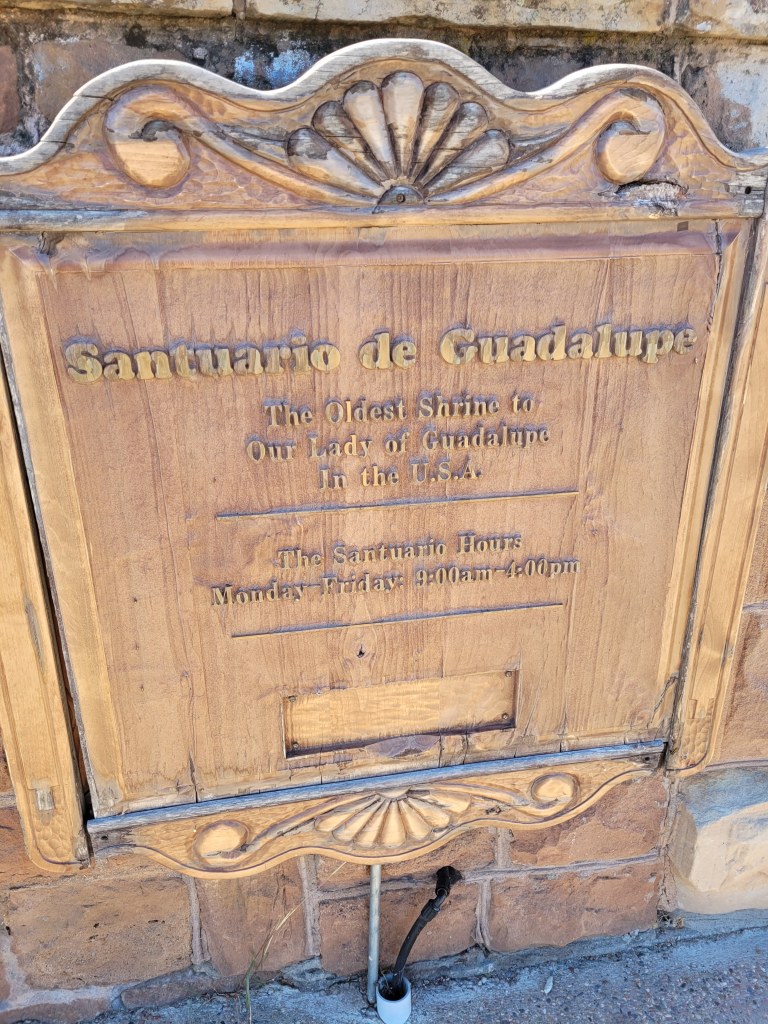 Santuario de Guadalupe
The Oldest Shrine to
Our Lady of Guadalupe
In the U.S.A.
The Santuario Hours
Monday-Friday: 9:00am-4:00pm